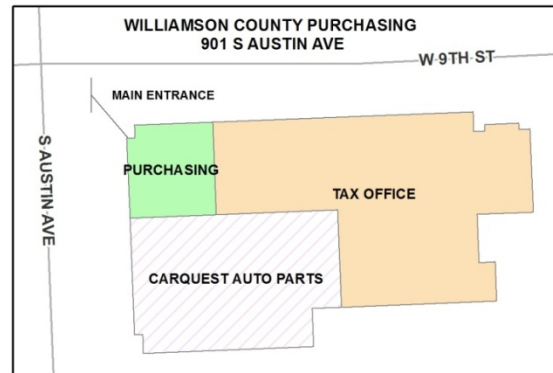 WILLIAMSON COUNTY PURCHASING
901 S AUSTIN AVE
W 9TH ST
MAIN ENTRANCE
S AUSTIN AVE
PURCHASING
TAX OFFICE
CARQUEST AUTO PARTS